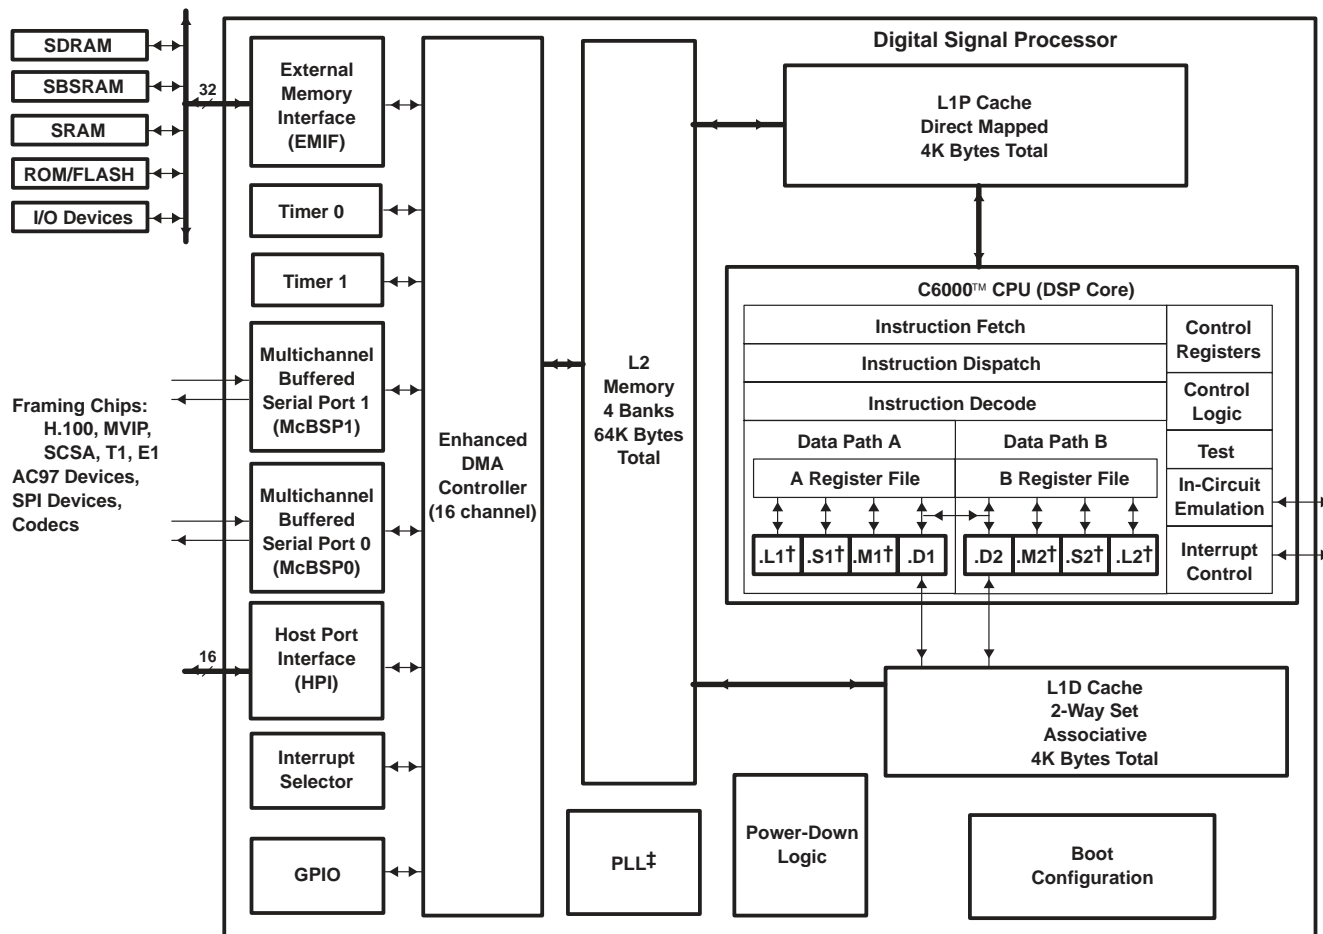 Digital Signal Processor
SDRAM
SBSRAM
SRAM
ROM/FLASH
I/O Devices
32
External
Memory
Interface
(EMIF)
Timer 0
Timer 1
Framing Chips:
H.100, MVIP,
SCSA, T1, E1
AC97 Devices,
SPI Devices,
Codecs
Multichannel
Buffered
Serial Port 1
(McBSP1)
Multichannel
Buffered
Serial Port 0
(McBSP0)
16
Host Port
Interface
(HPI)
Interrupt
Selector
GPIO
Enhanced
DMA
Controller
(16 channel)
L2
Memory
4 Banks
64K Bytes
Total
L1P Cache
Direct Mapped
4K Bytes Total
C6000™ CPU (DSP Core)
Instruction Fetch
Instruction Dispatch
Instruction Decode
Data Path A
Data Path B
A Register File
B Register File
.L1†
.S1†
.M1†
.D1
.D2
.M2†
.S2†
.L2†
Control
Registers
Control
Logic
Test
In-Circuit
Emulation
Interrupt
Control
L1D Cache
2-Way Set
Associative
4K Bytes Total
PLL‡
Power-Down
Logic
Boot
Configuration